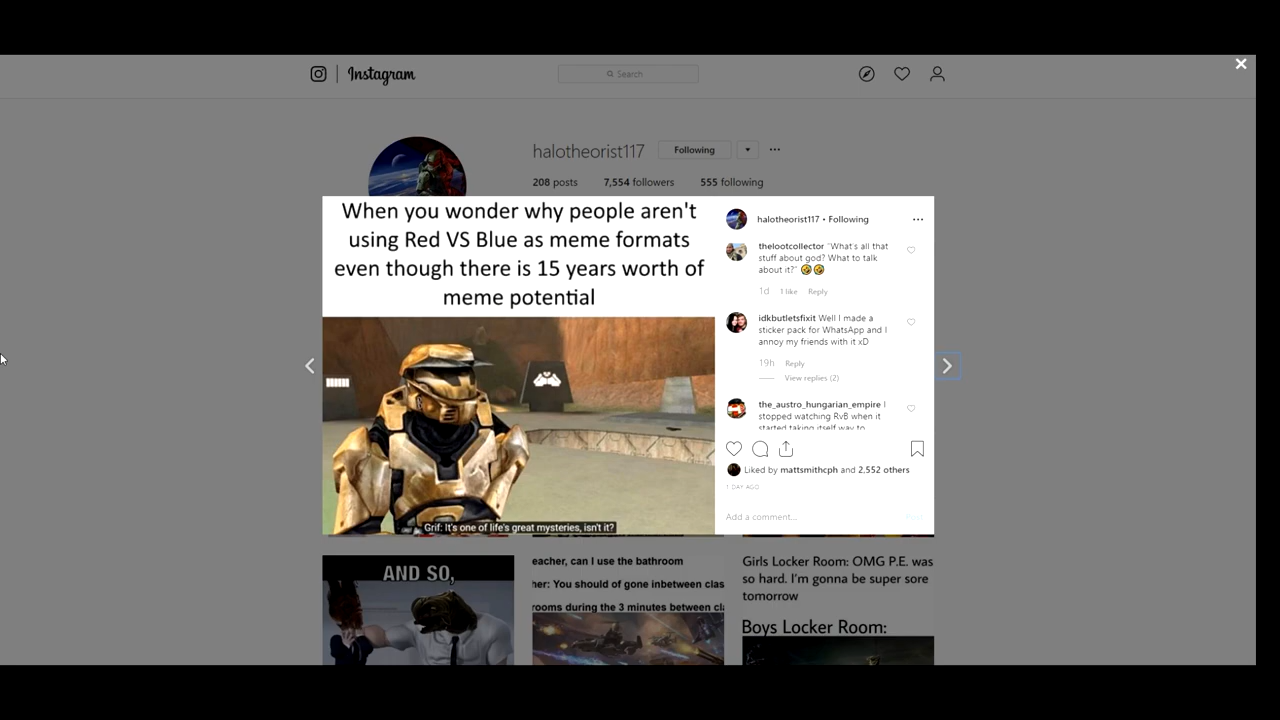 Instagram
Search
halotheorist117
Following
208 posts
7,554 followers
555 following
When you wonder why people aren't
using Red VS Blue as meme formats
even though there is 15 years worth of
meme potential
Grif: It's one of life's great mysteries, isn't it?
halotheorist117 • Following
thelootcollector "What's all that
stuff about god? What to talk
about it?" 🤣🤣
1d 1 like Reply
idkbutletsfixit Well I made a
sticker pack for WhatsApp and I
annoy my friends with it xD
19h Reply
View replies (2)
the_austro_hungarian_empire I
stopped watching RvB when it
started taking itself way to
Liked by mattsmithcph and 2,552 others
1 DAY AGO
Add a comment...
AND SO,
eacher, can I use the bathroom
her: You should of gone inbetween clas
rooms during the 3 minutes between cla
Girls Locker Room: OMG P.E. was
so hard. I'm gonna be super sore
tomorrow
Boys Locker Room: